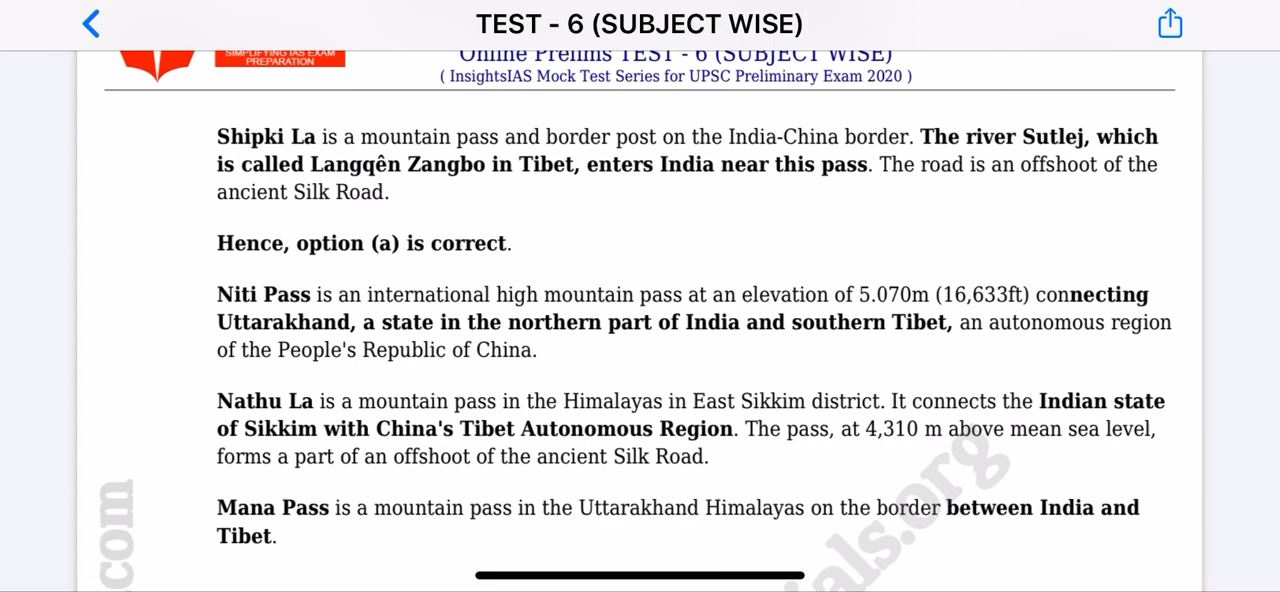 TEST - 6 (SUBJECT WISE)
SIMPLIFYING IAS EXAM
PREPARATION
Online Prelims TEST - 6 (SUBJECT WISE)
( InsightsIAS Mock Test Series for UPSC Preliminary Exam 2020 )
Shipki La is a mountain pass and border post on the India-China border. The river Sutlej, which
is called Langqên Zangbo in Tibet, enters India near this pass. The road is an offshoot of the
ancient Silk Road.
Hence, option (a) is correct.
Niti Pass is an international high mountain pass at an elevation of 5.070m (16,633ft) connecting
Uttarakhand, a state in the northern part of India and southern Tibet, an autonomous region
of the People's Republic of China.
Nathu La is a mountain pass in the Himalayas in East Sikkim district. It connects the Indian state
of Sikkim with China's Tibet Autonomous Region. The pass, at 4,310 m above mean sea level,
forms a part of an offshoot of the ancient Silk Road.
Mana Pass is a mountain pass in the Uttarakhand Himalayas on the border between India and
Tibet.
.com
ials.org